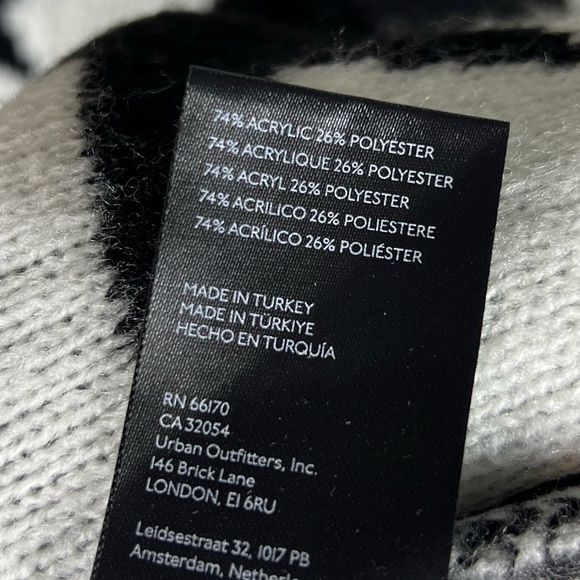 74% ACRYLIC 26% POLYESTER
74% ACRYLIQUE 26% POLYESTER
74% ACRYL 26% POLYESTER
74% ACRILICO 26% POLIESTERE
74% ACRÍLICO 26% POLIÉSTER
MADE IN TURKEY
MADE IN TÜRKIYE
HECHO EN TURQUÍA
RN 66170
CA 32054
Urban Outfitters, Inc.
146 Brick Lane
LONDON, E1 6RU
Leidsestraat 32, 1017 PB
Amsterdam, Netherl